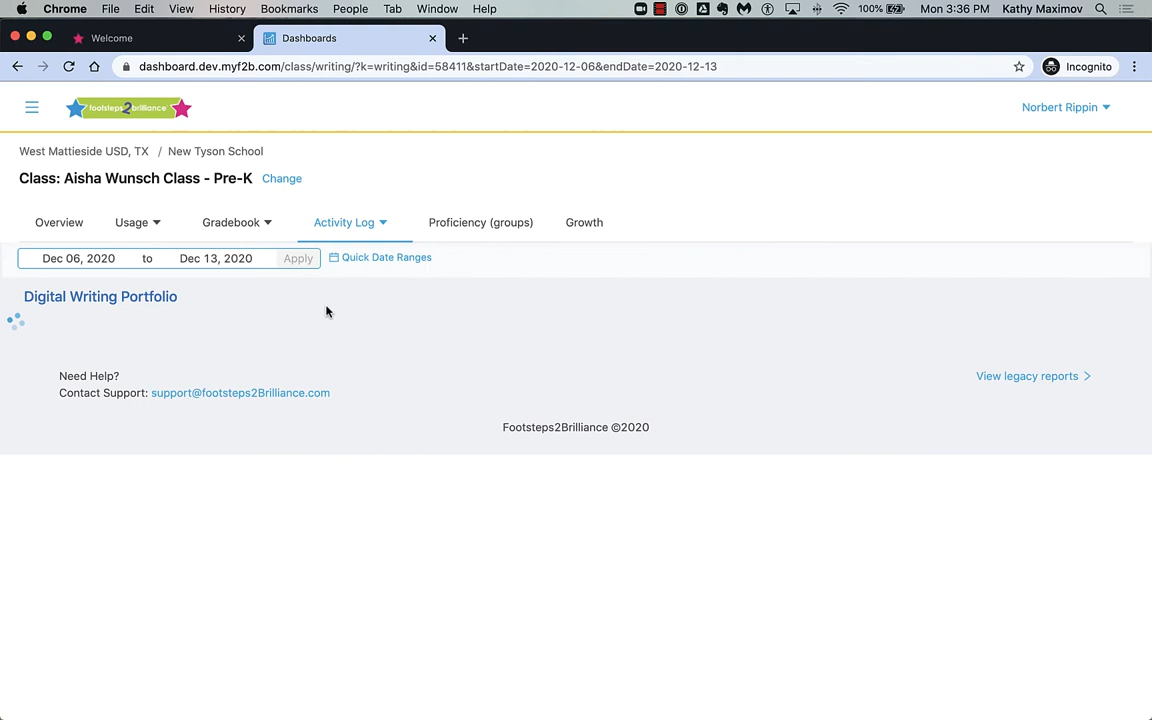 Chrome File Edit View History Bookmarks People Tab Window Help 100% Mon 3:36 PM Kathy Maximov
Welcome Dashboards
dashboard.dev.myf2b.com/class/writing/?k=writing&id=58411&startDate=2020-12-06&endDate=2020-12-13 Incognito
footsteps2brilliance Norbert Rippin
West Mattieside USD, TX / New Tyson School
Class: Aisha Wunsch Class - Pre-K Change
Overview Usage Gradebook Activity Log Proficiency (groups) Growth
Dec 06, 2020 to Dec 13, 2020 Apply Quick Date Ranges
Digital Writing Portfolio
Need Help? View legacy reports >
Contact Support: support@footsteps2Brilliance.com
Footsteps2Brilliance ©2020